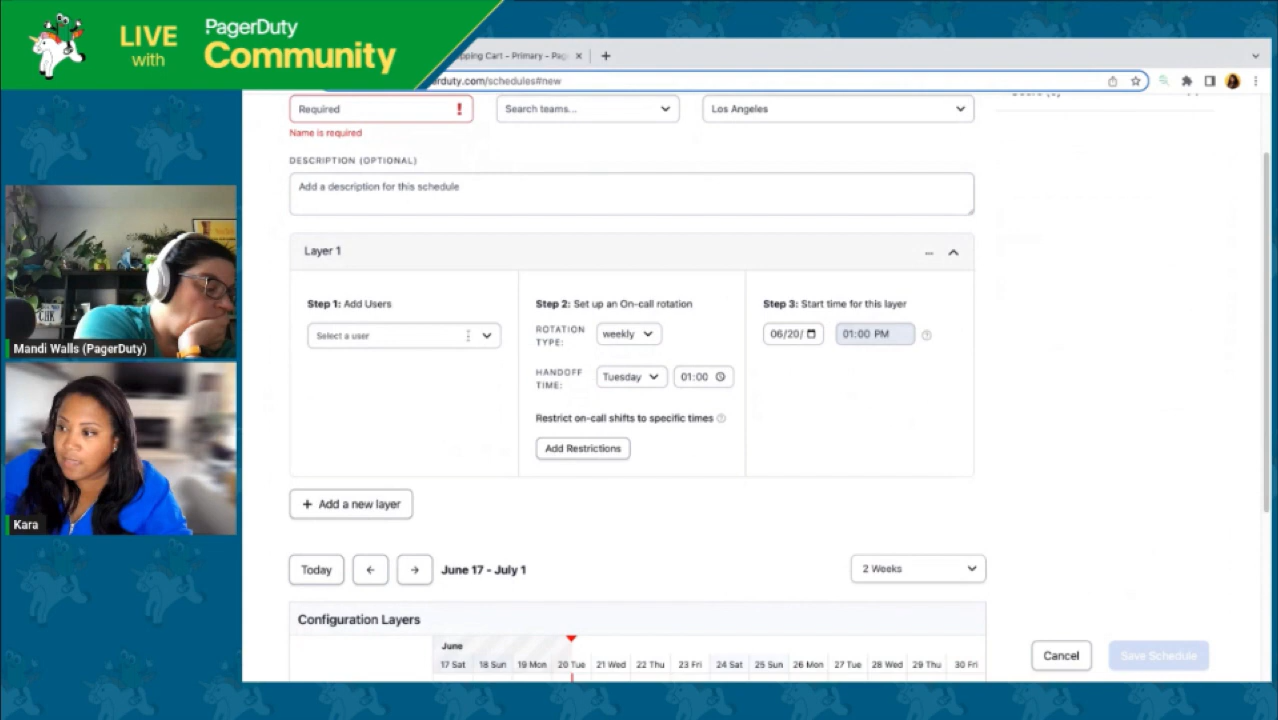 LIVE
with
PagerDuty
Community
pping Cart - Primary - Pag
erduty.com/schedules#new
Required
!
Search teams...
Los Angeles
Name is required
DESCRIPTION (OPTIONAL)
Add a description for this schedule
Layer 1
Step 1: Add Users
Select a user
Step 2: Set up an On-call rotation
ROTATION
TYPE:
weekly
HANDOFF
TIME:
Tuesday
01:00
Restrict on-call shifts to specific times
Add Restrictions
Step 3: Start time for this layer
06/20/
01:00 PM
+ Add a new layer
Today
June 17 - July 1
2 Weeks
Configuration Layers
June
17 Sat 18 Sun 19 Mon 20 Tue 21 Wed 22 Thu 23 Fri 24 Sat 25 Sun 26 Mon 27 Tue 28 Wed 29 Thu 30 Fri
Cancel
Save Schedule
Mandi Walls (PagerDuty)
Kara